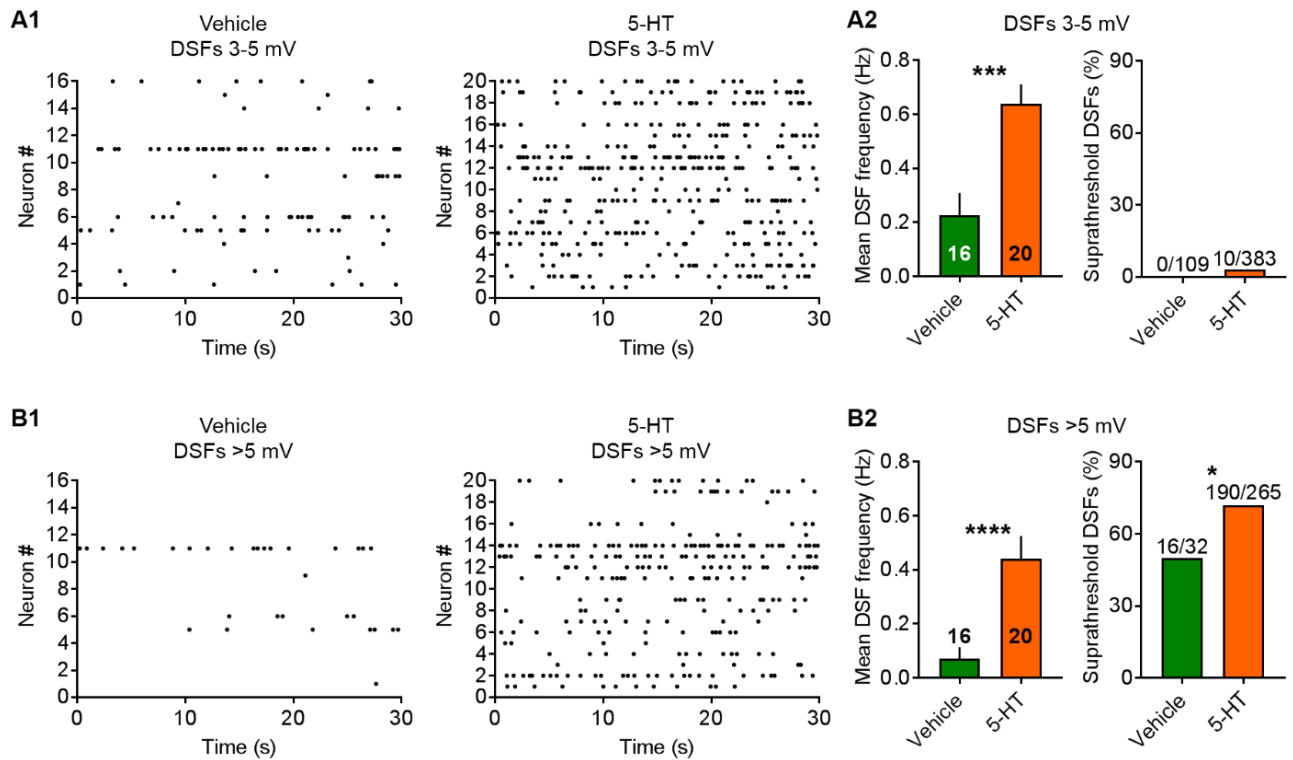 A1
Vehicle
DSFs 3-5 mV
Neuron #
16
14
12
10
8
6
4
2
0
0 10 20 30
Time (s)
5-HT
DSFs 3-5 mV
Neuron #
20
18
16
14
12
10
8
6
4
2
0
0 10 20 30
Time (s)
A2
DSFs 3-5 mV
Mean DSF frequency (Hz)
0.8
0.6
0.4
0.2
0.0
***
16 20
Vehicle 5-HT
Suprathreshold DSFs (%)
90
60
30
0
0/109 10/383
Vehicle 5-HT
B1
Vehicle
DSFs >5 mV
Neuron #
16
14
12
10
8
6
4
2
0
0 10 20 30
Time (s)
5-HT
DSFs >5 mV
Neuron #
20
18
16
14
12
10
8
6
4
2
0
0 10 20 30
Time (s)
B2
DSFs >5 mV
Mean DSF frequency (Hz)
0.8
0.6
0.4
0.2
0.0
****
16 20
Vehicle 5-HT
Suprathreshold DSFs (%)
90
60
30
0
*
190/265
16/32
Vehicle 5-HT